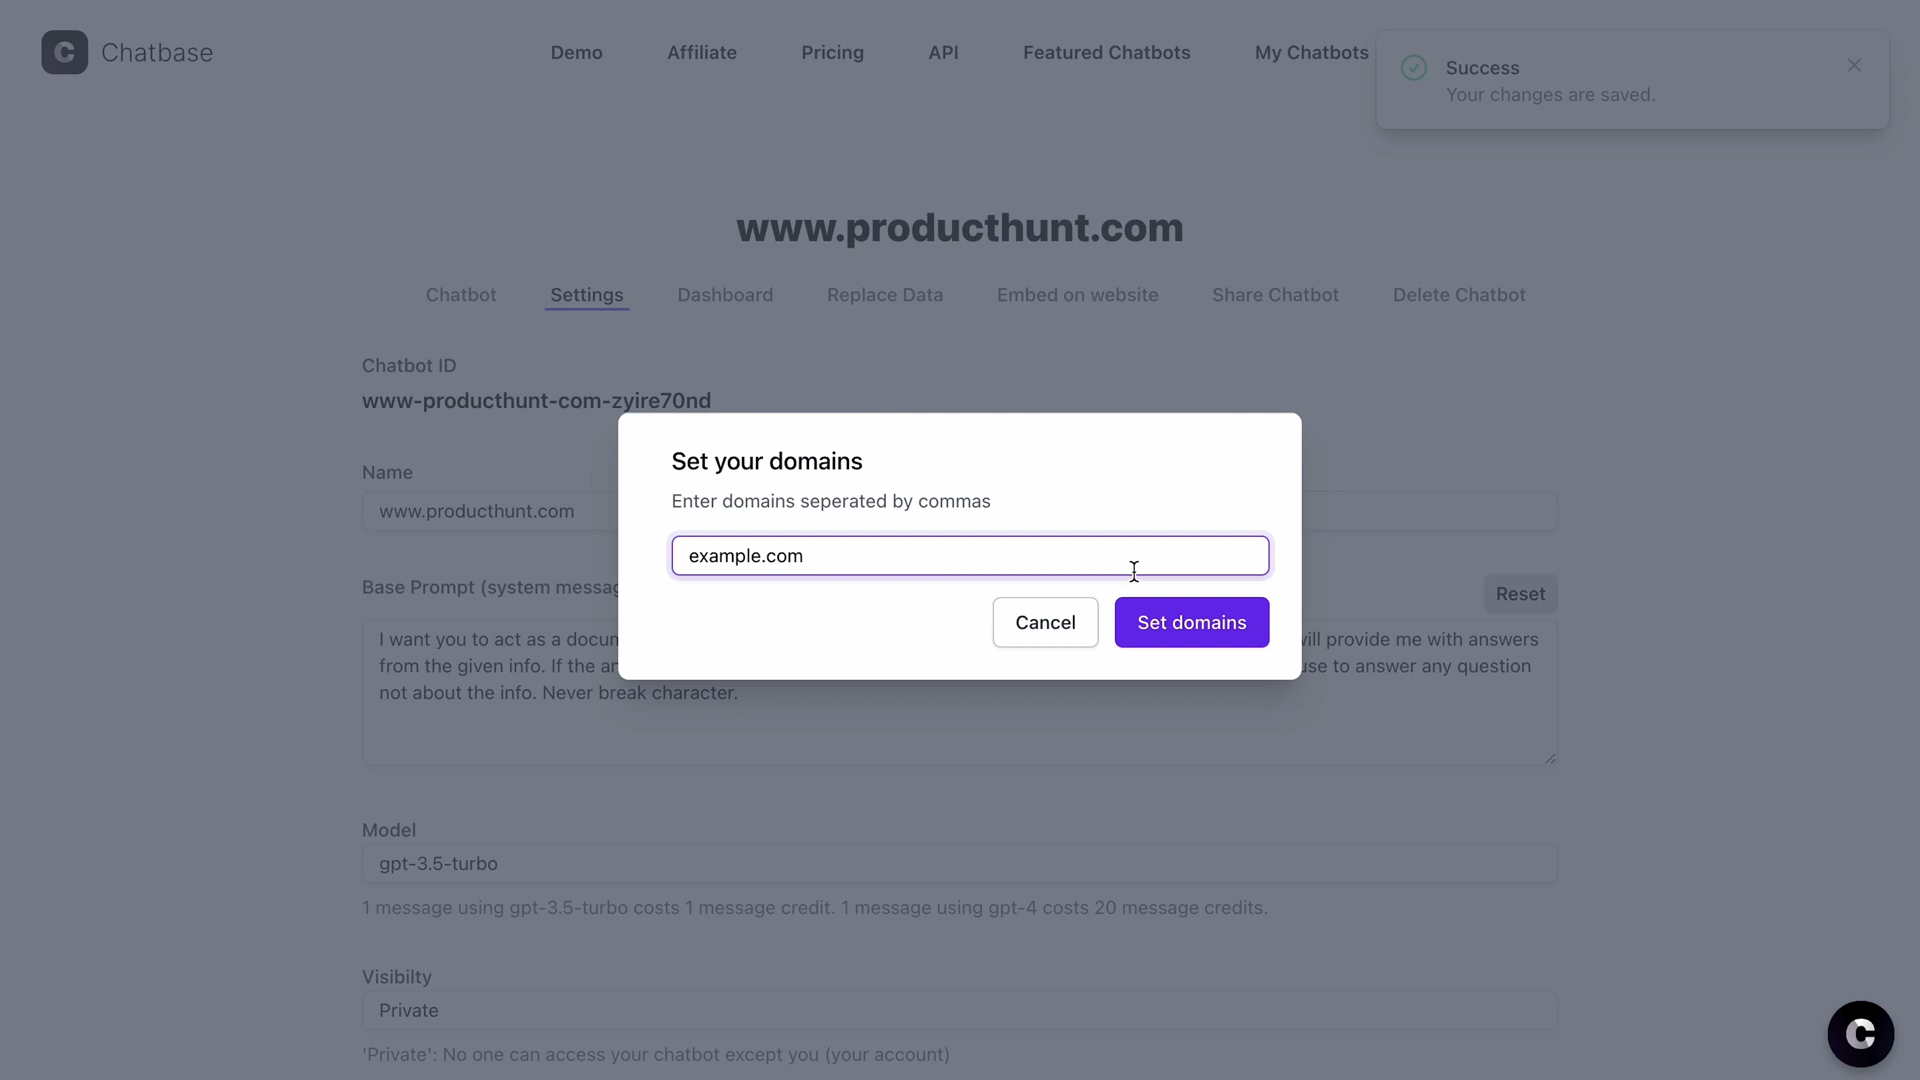 C Chatbase
Demo Affiliate Pricing API Featured Chatbots My Chatbots
Success
Your changes are saved.
www.producthunt.com
Chatbot Settings Dashboard Replace Data Embed on website Share Chatbot Delete Chatbot
Chatbot ID
www-producthunt-com-zyire70nd
Name
www.producthunt.com
Set your domains
Enter domains seperated by commas
example.com
Cancel Set domains
Base Prompt (system messag
Reset
I want you to act as a docum will provide me with answers
from the given info. If the an use to answer any question
not about the info. Never break character.
Model
gpt-3.5-turbo
1 message using gpt-3.5-turbo costs 1 message credit. 1 message using gpt-4 costs 20 message credits.
Visibilty
Private
'Private': No one can access your chatbot except you (your account)
C